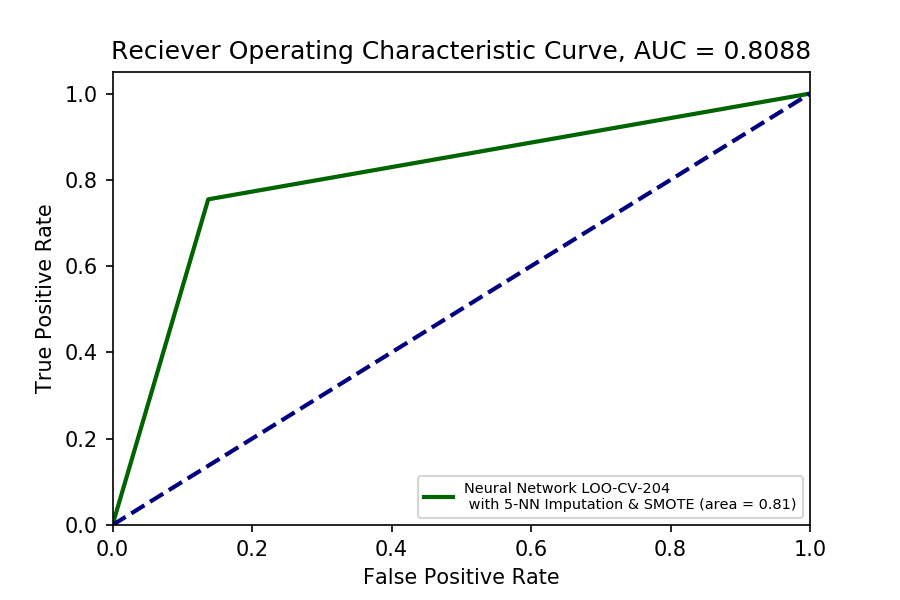 Reciever Operating Characteristic Curve, AUC = 0.8088
True Positive Rate
1.0
0.8
0.6
0.4
0.2
0.0
0.0 0.2 0.4 0.6 0.8 1.0
False Positive Rate
Neural Network LOO-CV-204
with 5-NN Imputation & SMOTE (area = 0.81)